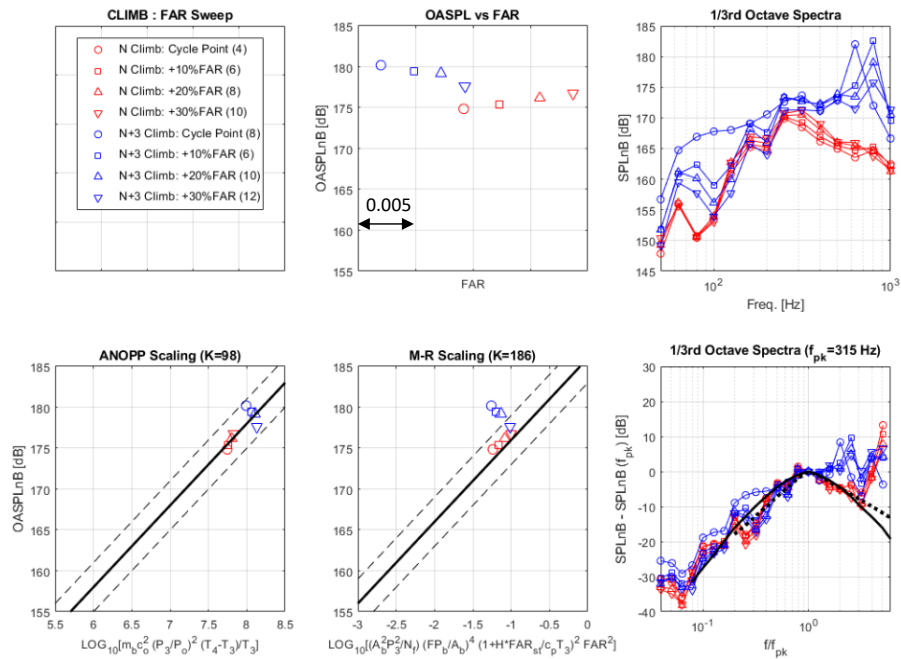 CLIMB : FAR Sweep
N Climb: Cycle Point (4)
N Climb: +10%FAR (6)
N Climb: +20%FAR (8)
N Climb: +30%FAR (10)
N+3 Climb: Cycle Point (8)
N+3 Climb: +10%FAR (6)
N+3 Climb: +20%FAR (10)
N+3 Climb: +30%FAR (12)
OASPL vs FAR
OASPLnB [dB]
185
180
175
170
165
160
155
0.005
FAR
1/3rd Octave Spectra
SPLnB [dB]
190
185
180
175
170
165
160
155
150
145
10²
10³
Freq. [Hz]
ANOPP Scaling (K=98)
OASPLnB [dB]
185
180
175
170
165
160
155
5.5 6 6.5 7 7.5 8 8.5
LOG₁₀[m_b c_o² (P₃/P_o)² (T₄-T₃)/T₃]
M-R Scaling (K=186)
185
180
175
170
165
160
155
-3 -2.5 -2 -1.5 -1 -0.5 0
LOG₁₀[(A_b²P₃²/N_f) (FP_b/A_b)⁴ (1+H*FAR_st/c_pT₃)² FAR²]
1/3rd Octave Spectra (f_pk=315 Hz)
SPLnB - SPLnB (f_pk) [dB]
30
20
10
0
-10
-20
-30
40
10⁻¹
10⁰
f/f_pk